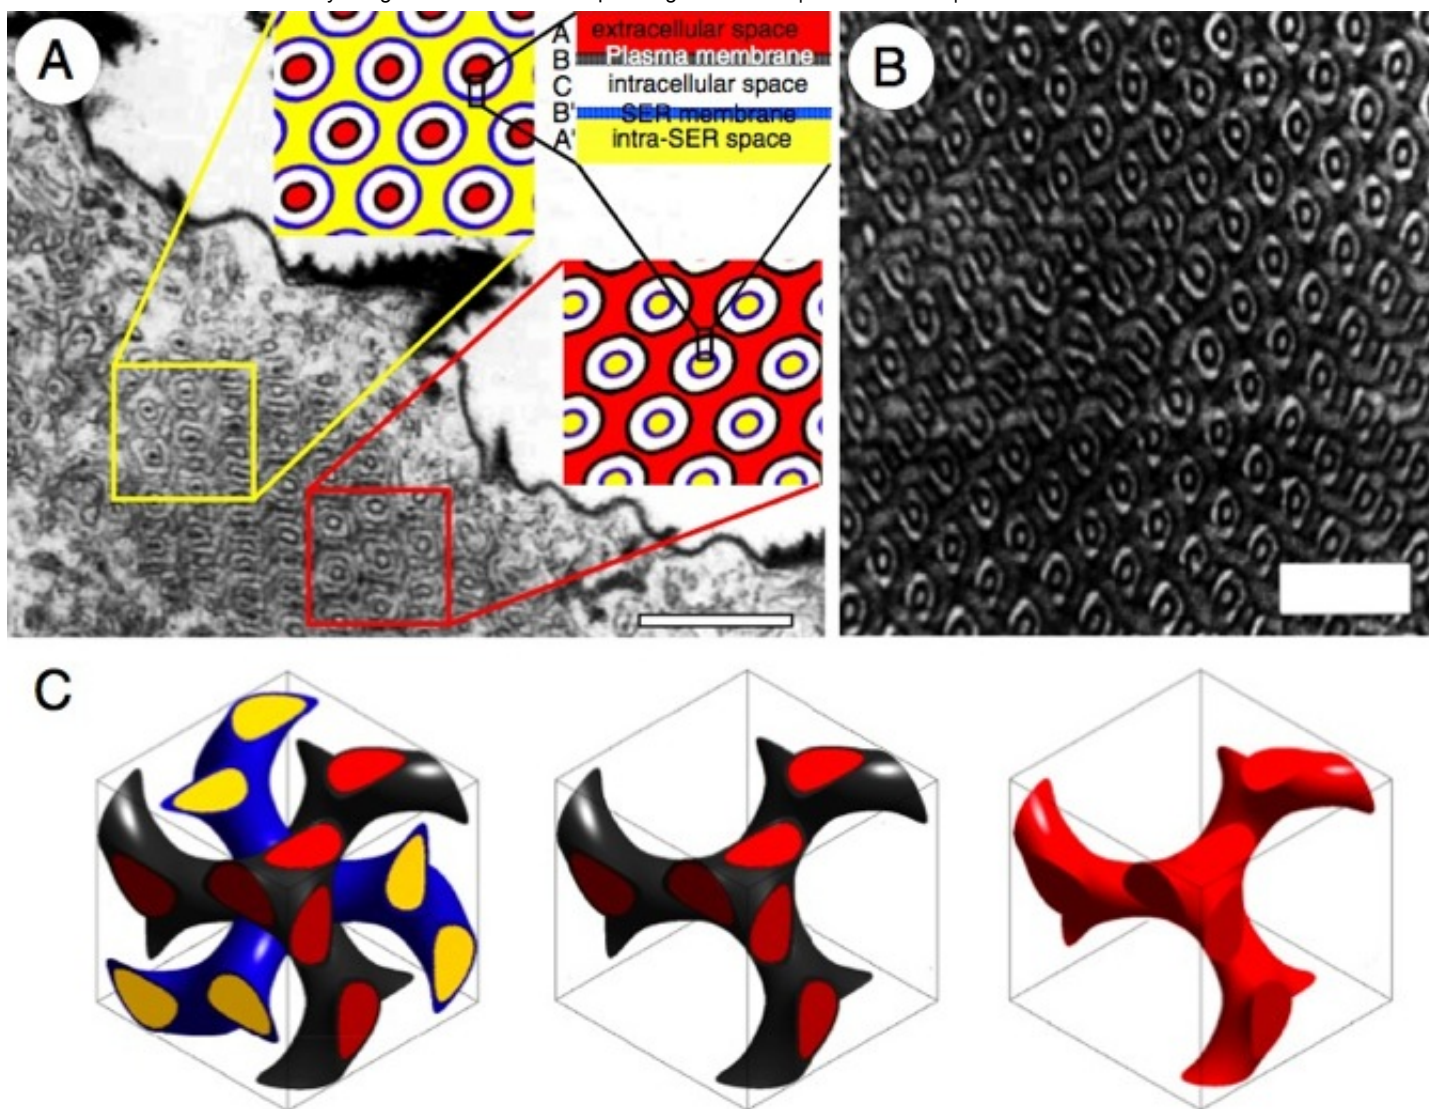 A
A extracellular space
B Plasma membrane
C intracellular space
B' SER membrane
A' intra-SER space
B
C